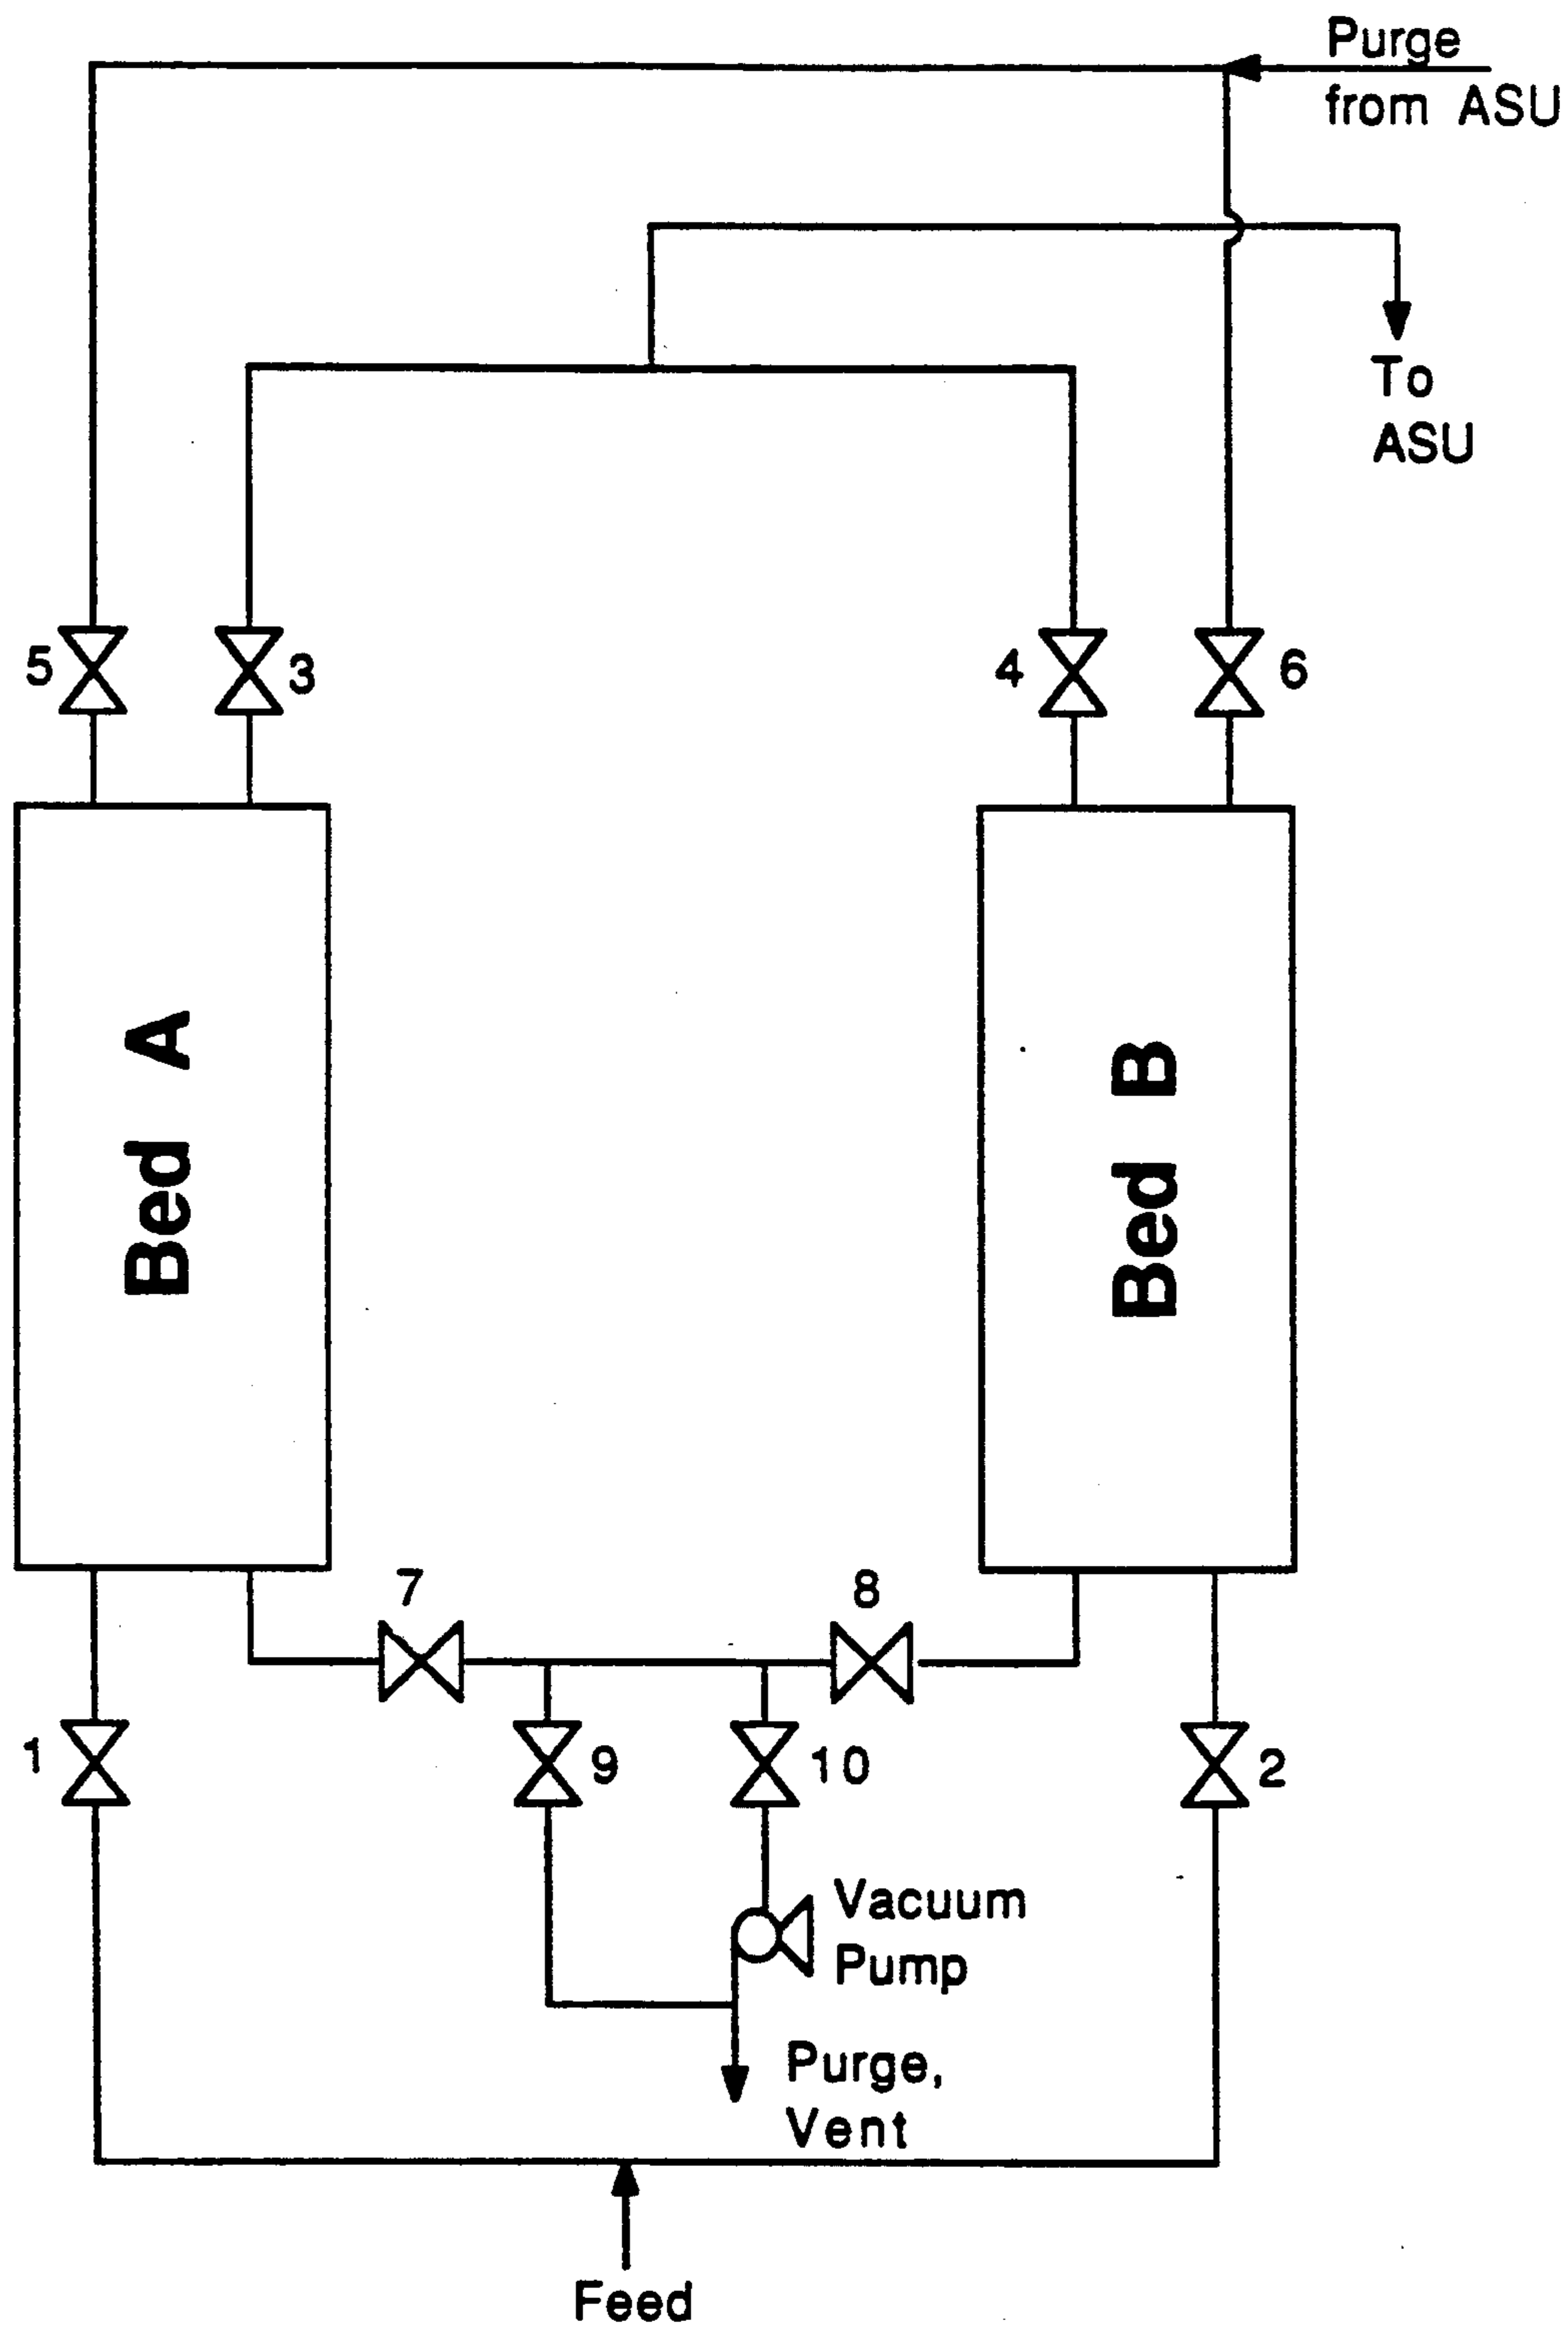 Purge
from ASU
To
ASU
5
3
4
6
Bed A
Bed B
7
8
1
9
10
2
Vacuum
Pump
Purge,
Vent
Feed